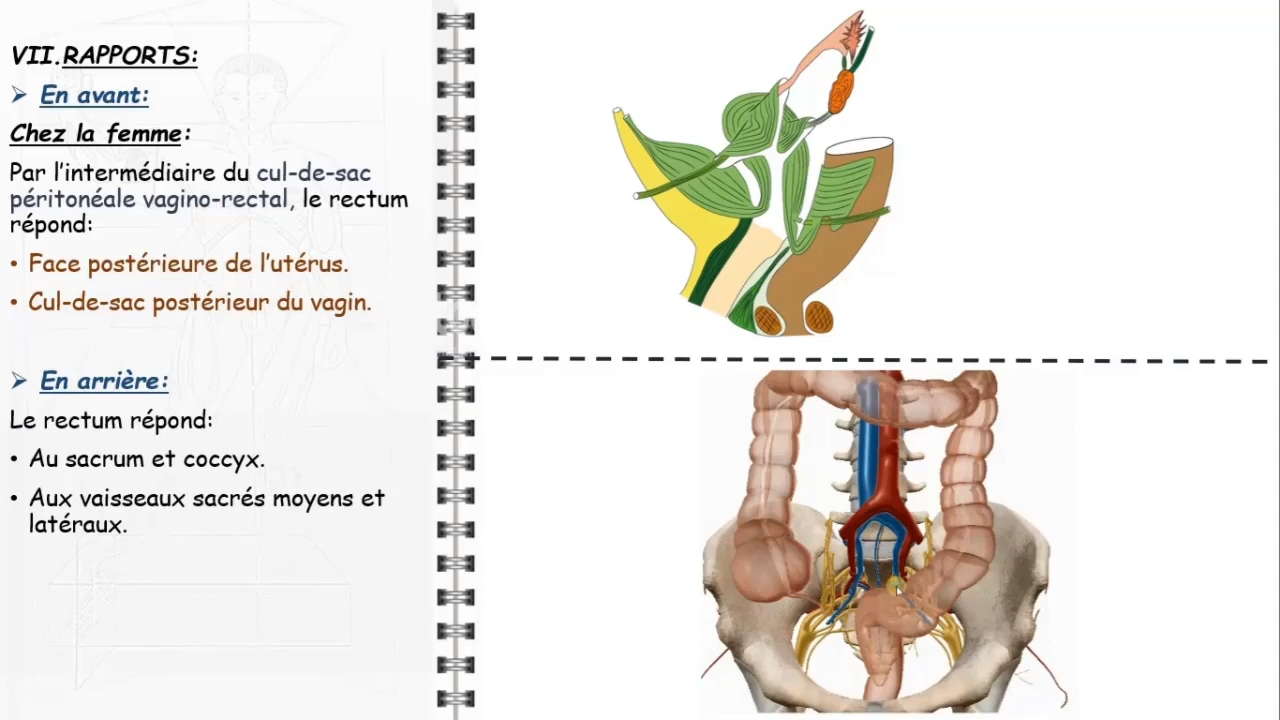 VII.RAPPORTS:
➢ En avant:
Chez la femme:
Par l'intermédiaire du cul-de-sac
péritonéale vagino-rectal, le rectum
répond:
• Face postérieure de l'utérus.
• Cul-de-sac postérieur du vagin.
➢ En arrière:
Le rectum répond:
• Au sacrum et coccyx.
• Aux vaisseaux sacrés moyens et
latéraux.